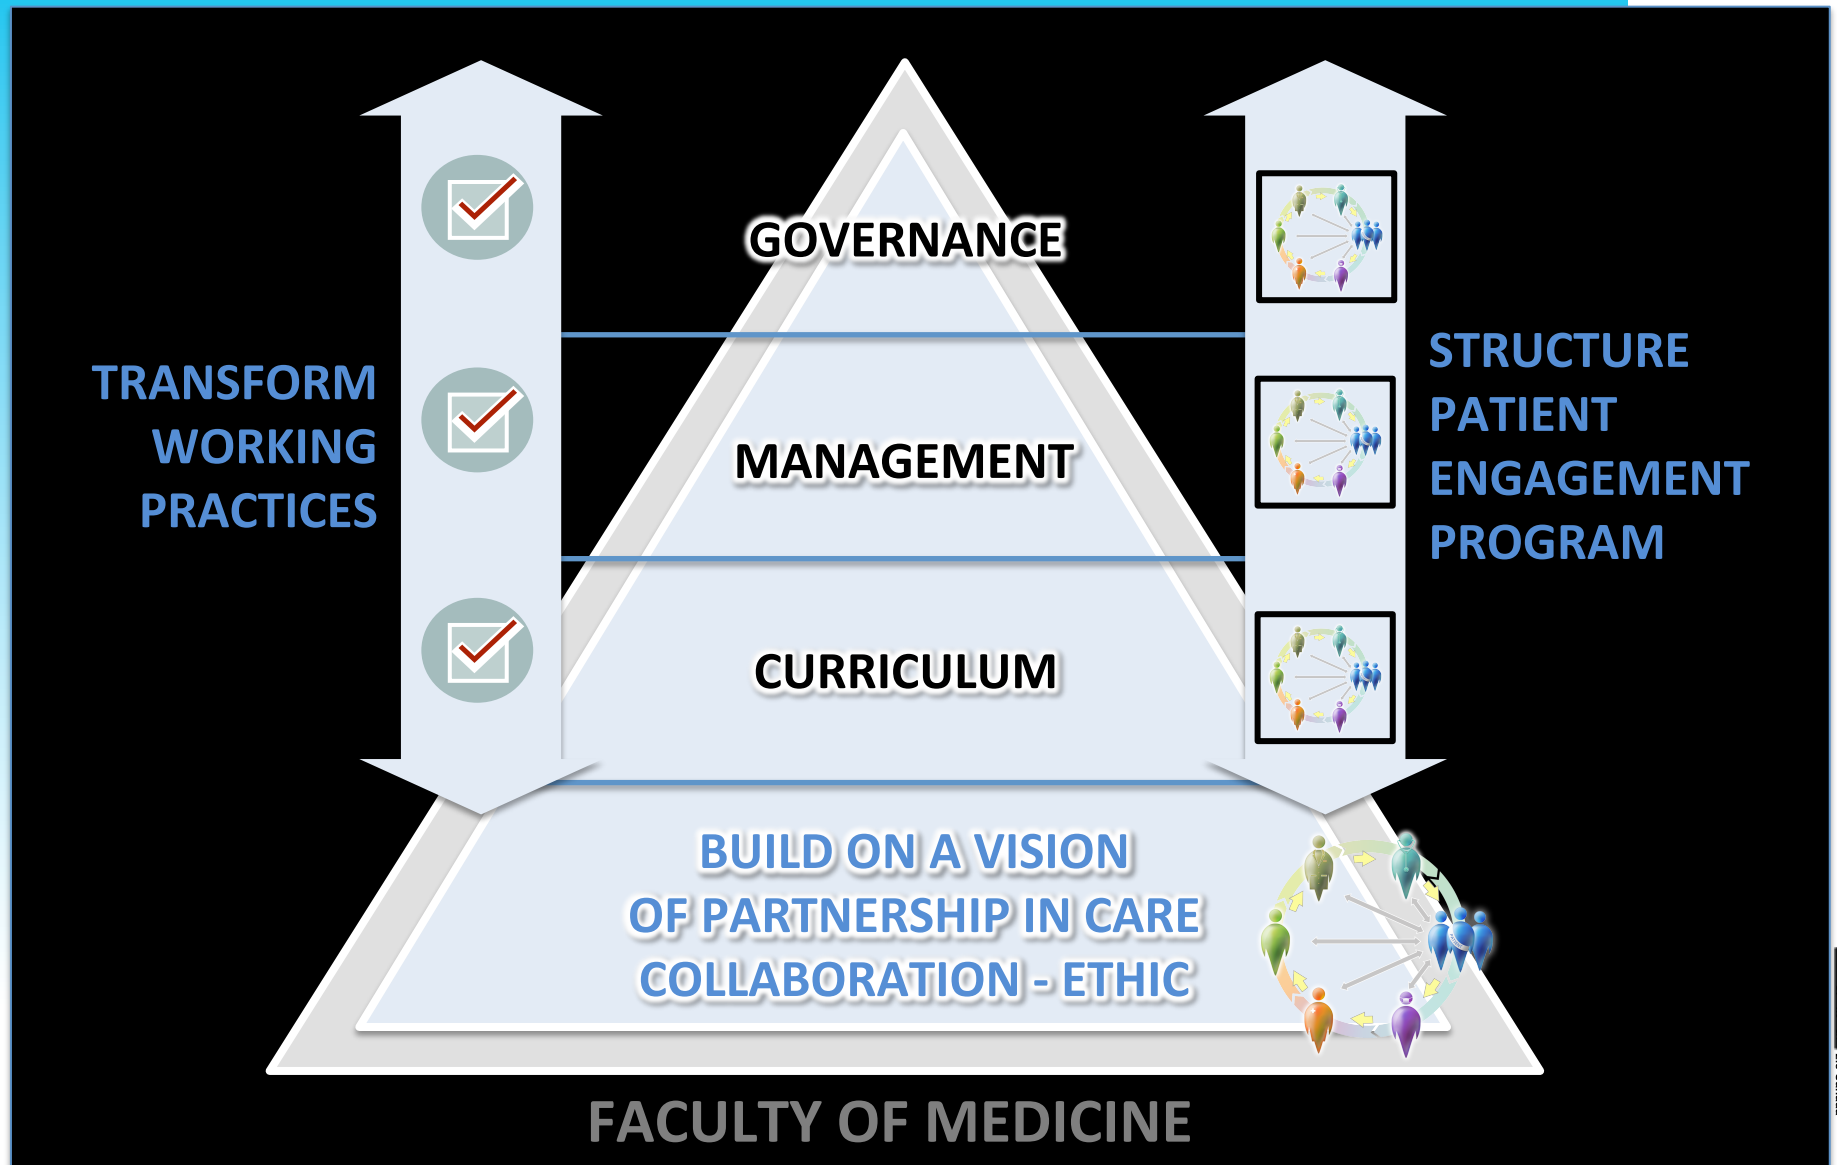 GOVERNANCE
TRANSFORM
WORKING
PRACTICES
MANAGEMENT
STRUCTURE
PATIENT
ENGAGEMENT
PROGRAM
CURRICULUM
BUILD ON A VISION
OF PARTNERSHIP IN CARE
COLLABORATION - ETHIC
FACULTY OF MEDICINE